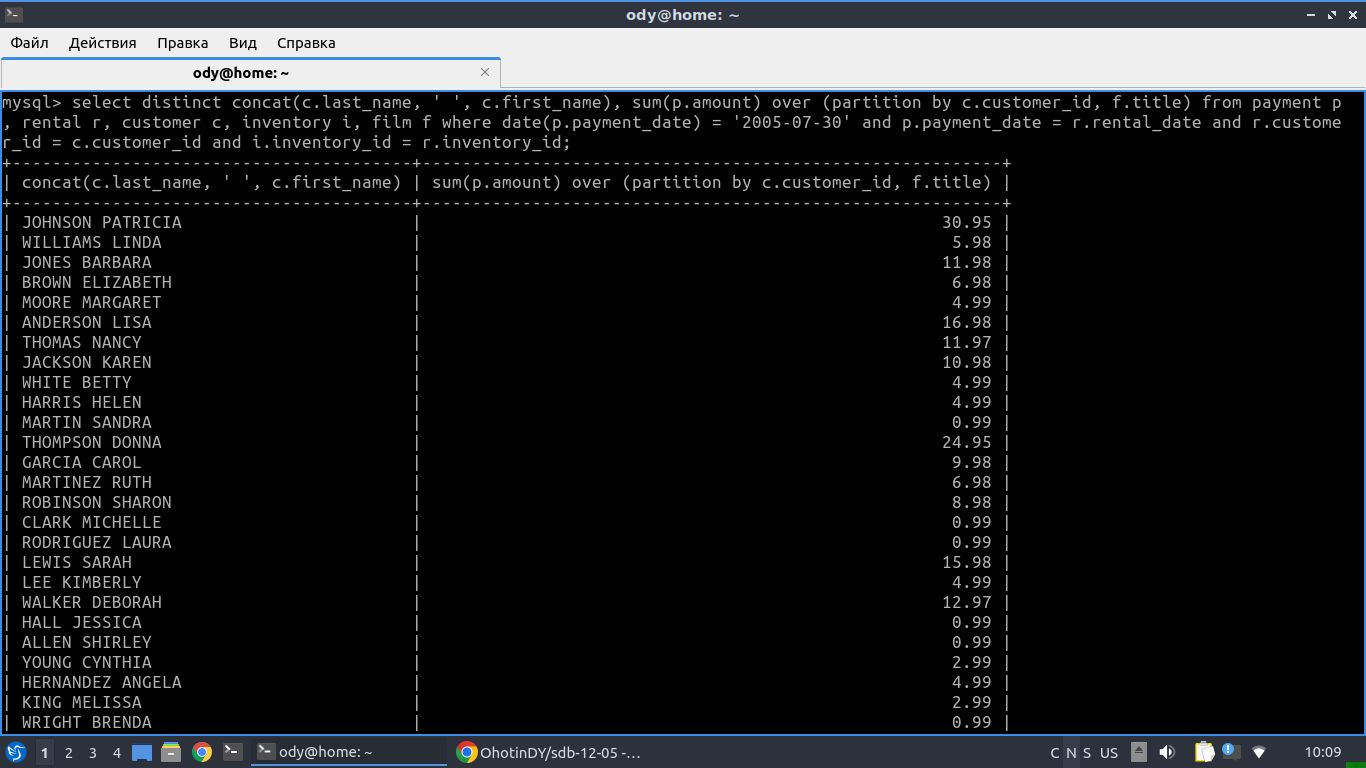 ody@home: ~
Файл Действия Правка Вид Справка
ody@home: ~
mysql> select distinct concat(c.last_name, ' ', c.first_name), sum(p.amount) over (partition by c.customer_id, f.title) from payment p
, rental r, customer c, inventory i, film f where date(p.payment_date) = '2005-07-30' and p.payment_date = r.rental_date and r.custome
r_id = c.customer_id and i.inventory_id = r.inventory_id;
+----------------------------------------+----------------------------------------------------------+
| concat(c.last_name, ' ', c.first_name) | sum(p.amount) over (partition by c.customer_id, f.title) |
+----------------------------------------+----------------------------------------------------------+
| JOHNSON PATRICIA | 30.95 |
| WILLIAMS LINDA | 5.98 |
| JONES BARBARA | 11.98 |
| BROWN ELIZABETH | 6.98 |
| MOORE MARGARET | 4.99 |
| ANDERSON LISA | 16.98 |
| THOMAS NANCY | 11.97 |
| JACKSON KAREN | 10.98 |
| WHITE BETTY | 4.99 |
| HARRIS HELEN | 4.99 |
| MARTIN SANDRA | 0.99 |
| THOMPSON DONNA | 24.95 |
| GARCIA CAROL | 9.98 |
| MARTINEZ RUTH | 6.98 |
| ROBINSON SHARON | 8.98 |
| CLARK MICHELLE | 0.99 |
| RODRIGUEZ LAURA | 0.99 |
| LEWIS SARAH | 15.98 |
| LEE KIMBERLY | 4.99 |
| WALKER DEBORAH | 12.97 |
| HALL JESSICA | 0.99 |
| ALLEN SHIRLEY | 0.99 |
| YOUNG CYNTHIA | 2.99 |
| HERNANDEZ ANGELA | 4.99 |
| KING MELISSA | 2.99 |
| WRIGHT BRENDA | 0.99 |
1 2 3 4 ody@home: ~ OhotinDY/sdb-12-05 -... C N S US 10:09